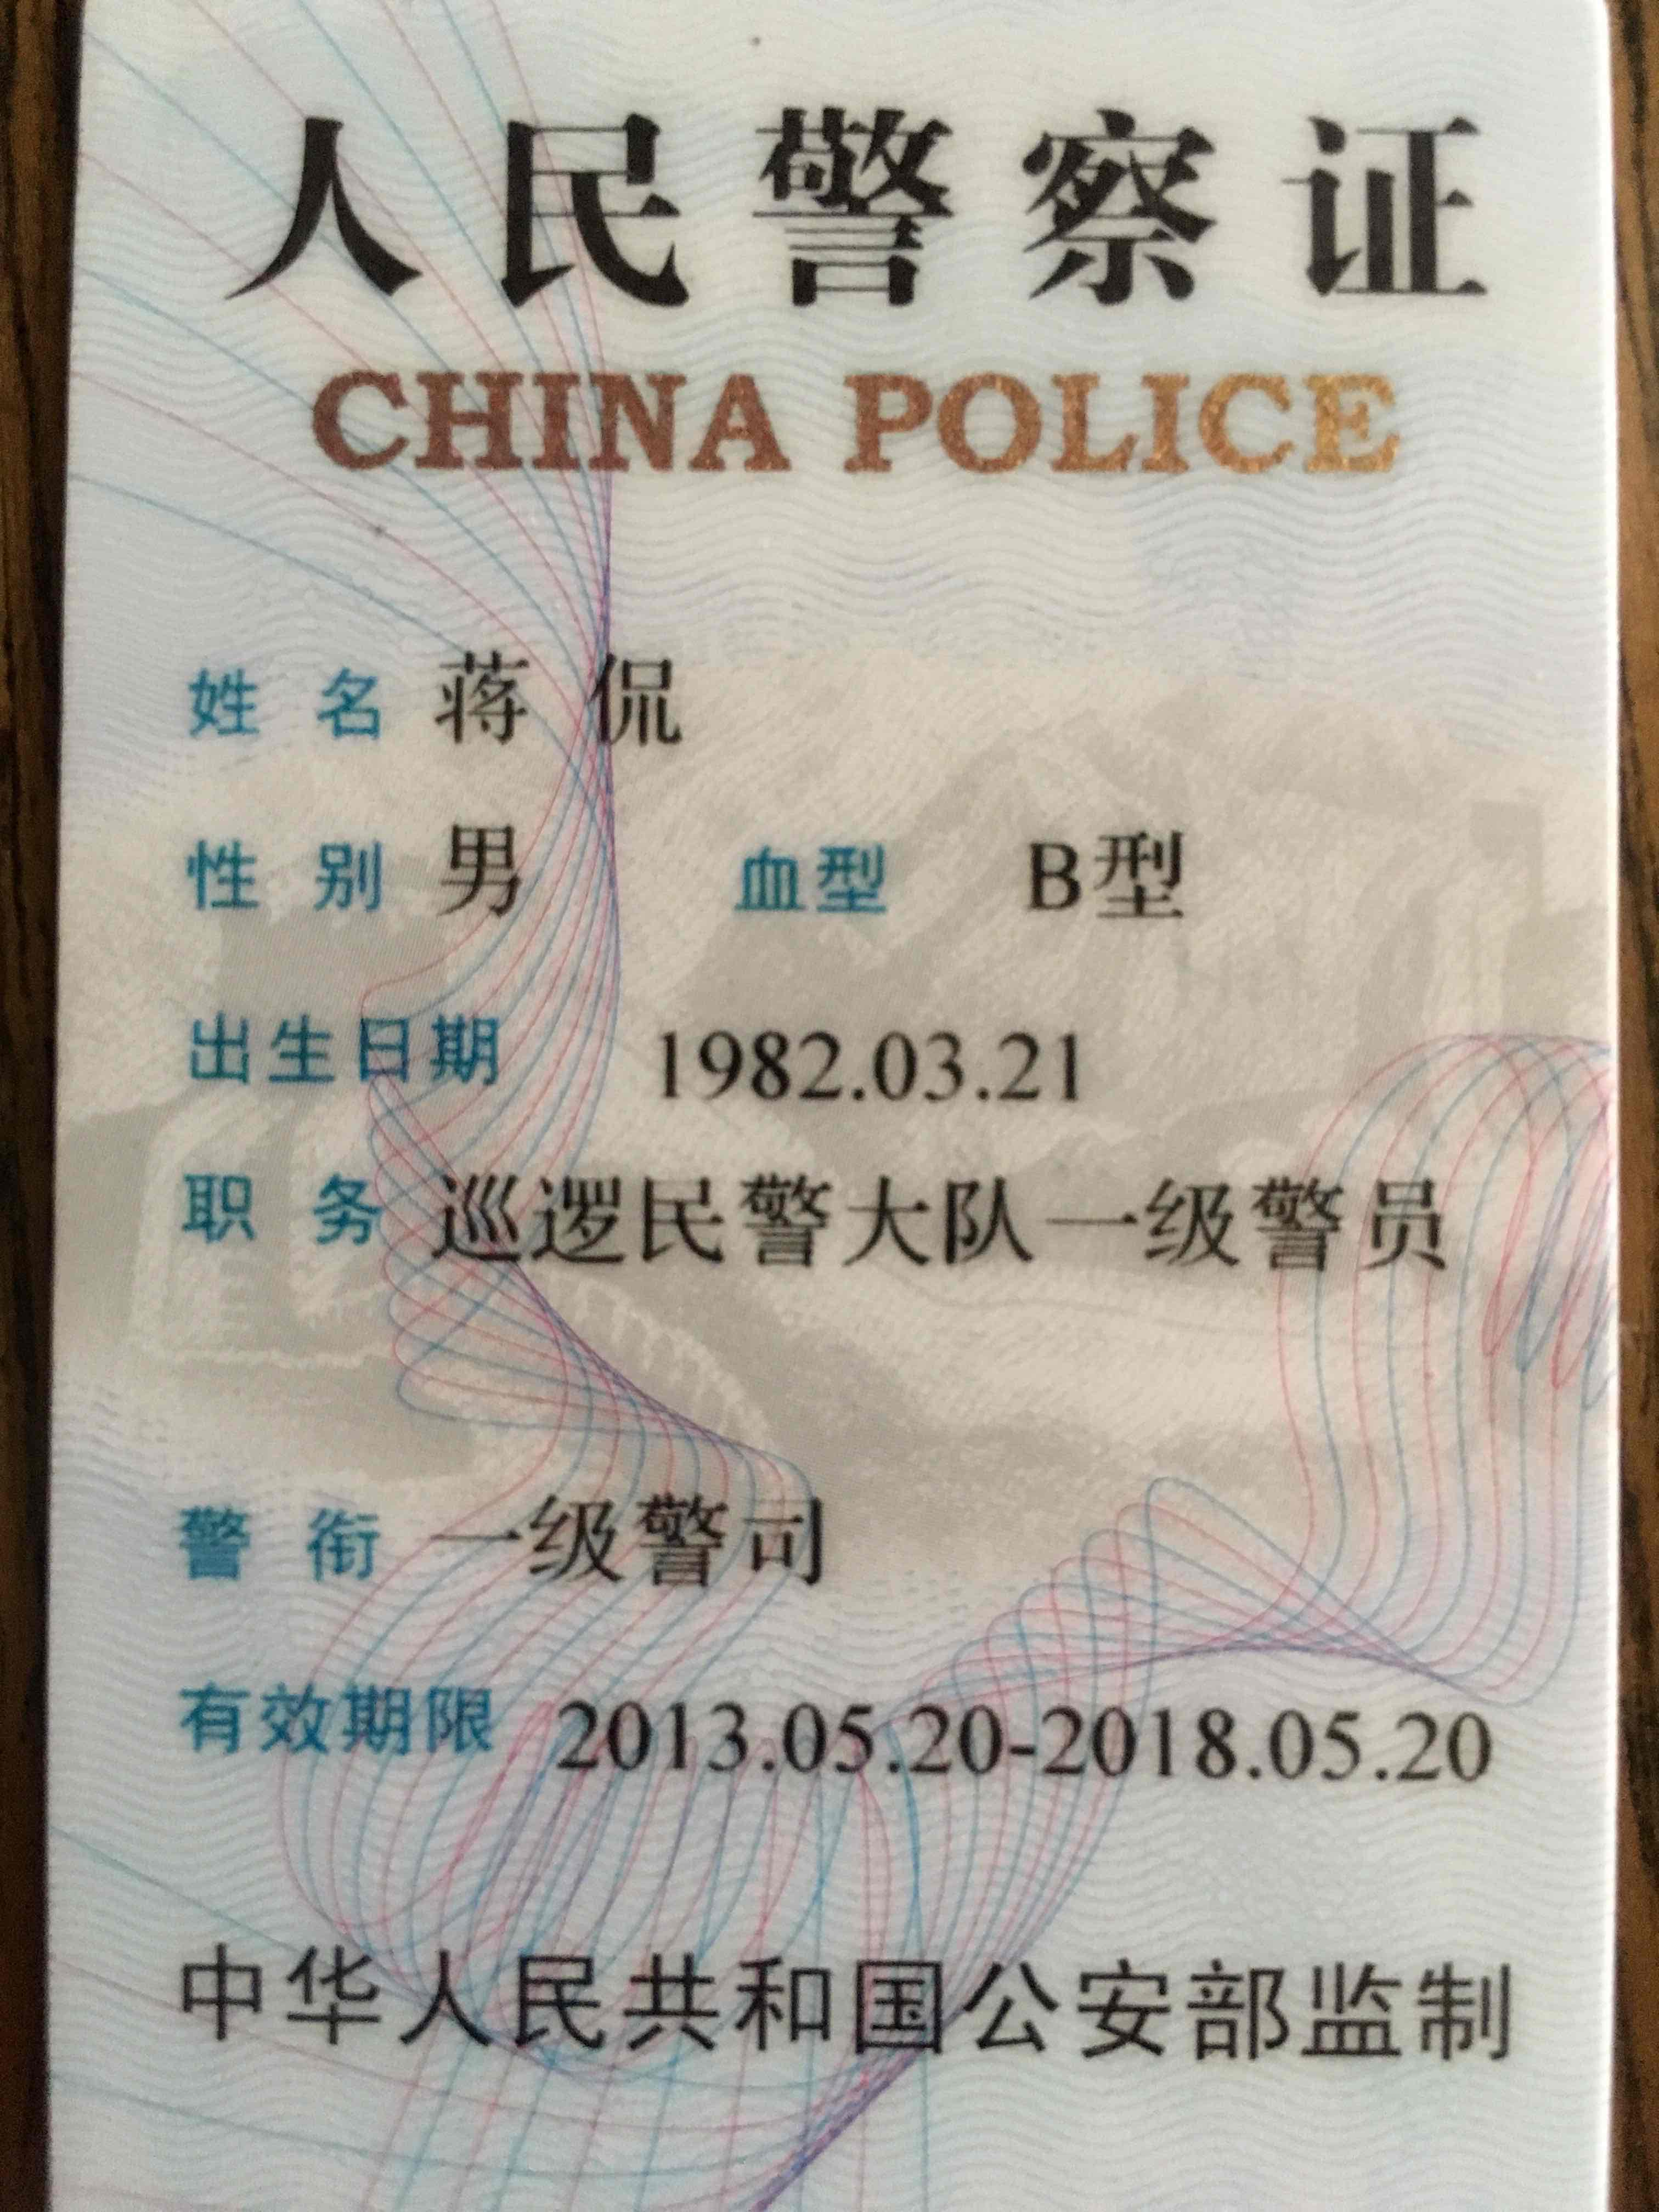 人民警察证
CHINA POLICE
姓 名 蒋 侃
性 别 男 血型 B型
出生日期 1982.03.21
职 务 巡逻民警大队一级警员
警 衔 一级警司
有效期限 2013.05.20-2018.05.20
中华人民共和国公安部监制